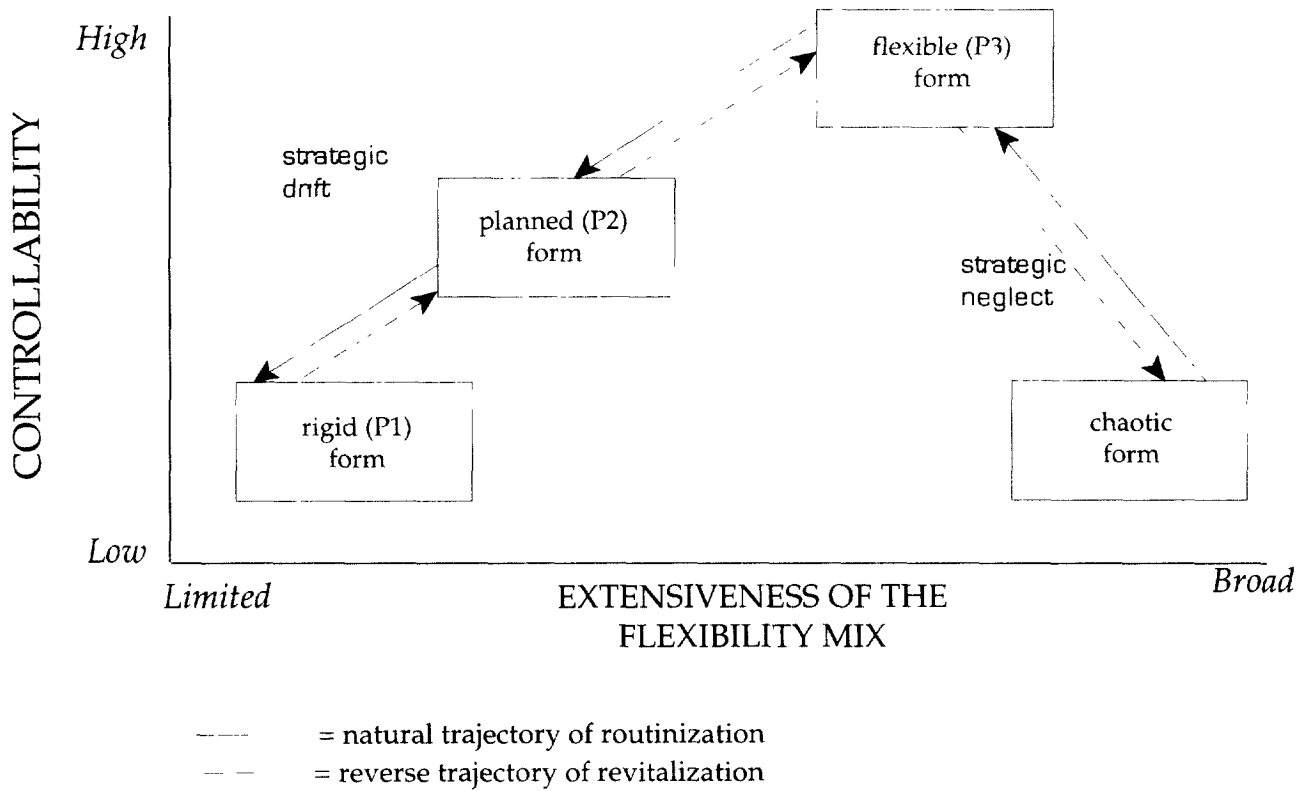 High
flexible (P3)
form
CONTROLLABILITY
strategic
drift
planned (P2)
form
strategic
neglect
rigid (P1)
form
chaotic
form
Low
Limited
EXTENSIVENESS OF THE
FLEXIBILITY MIX
Broad
= natural trajectory of routinization
= reverse trajectory of revitalization